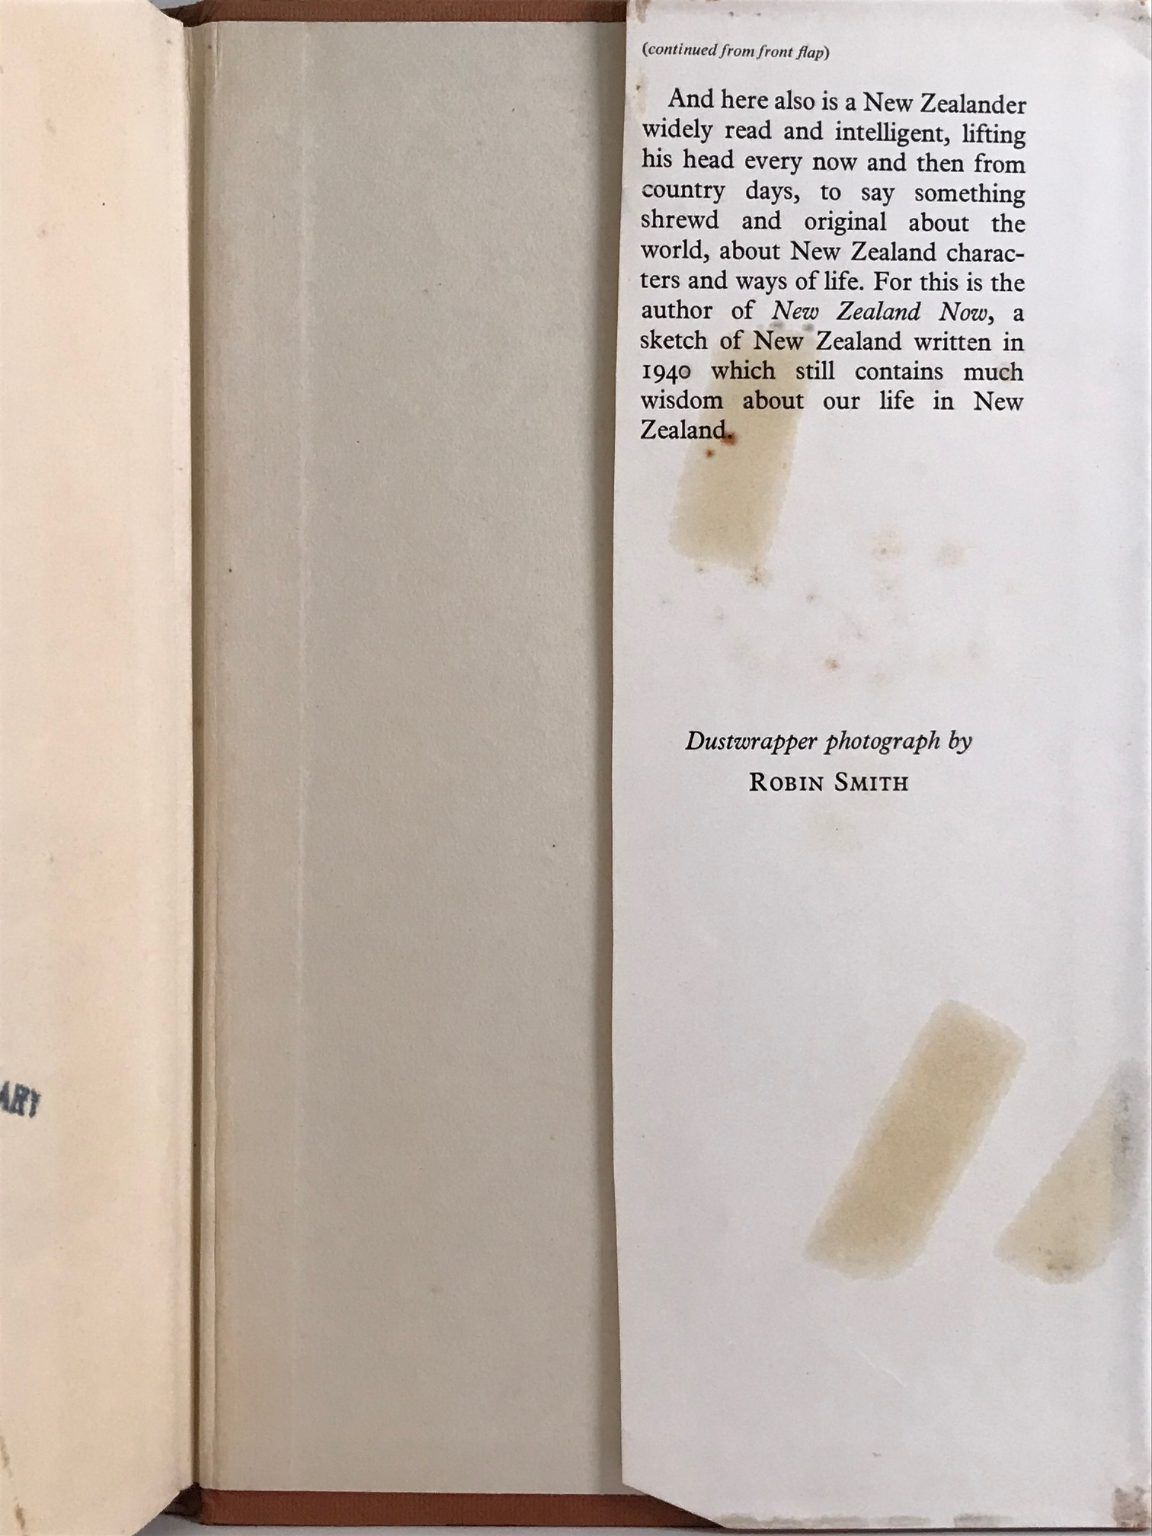 (continued from front flap)
And here also is a New Zealander
widely read and intelligent, lifting
his head every now and then from
country days, to say something
shrewd and original about the
world, about New Zealand charac-
ters and ways of life. For this is the
author of New Zealand Now, a
sketch of New Zealand written in
1940 which still contains much
wisdom about our life in New
Zealand.
Dustwrapper photograph by
ROBIN SMITH
ARY